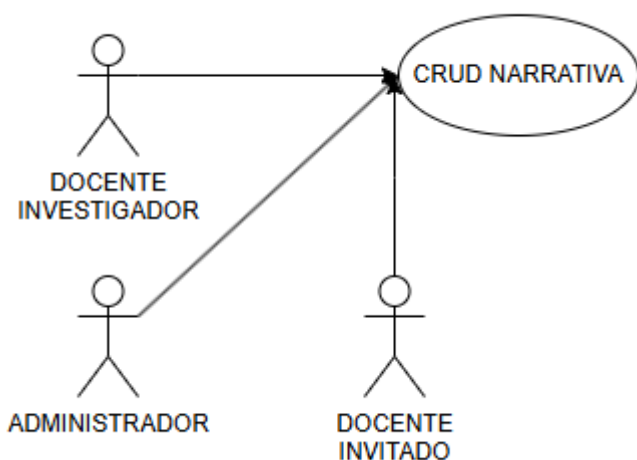 CRUD NARRATIVA
DOCENTE
INVESTIGADOR
ADMINISTRADOR
DOCENTE
INVITADO